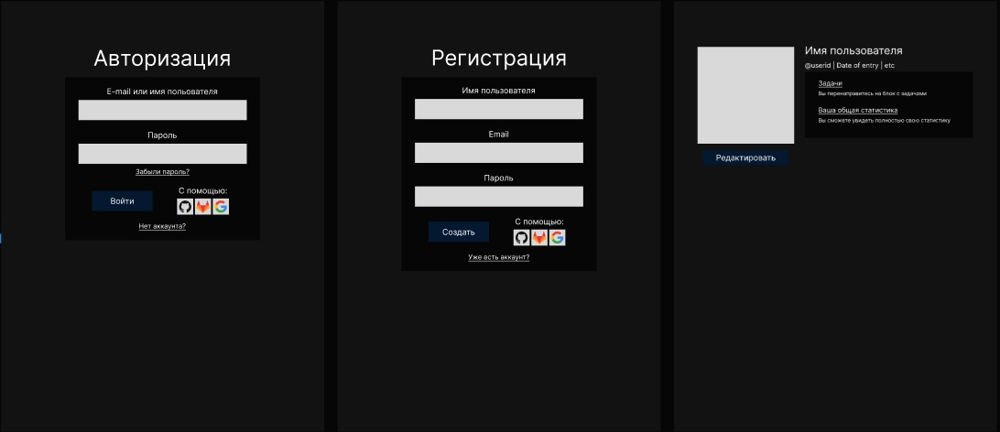 Авторизация
E-mail или имя пользователя
Пароль
Забыли пароль?
Войти
С помощью:
Нет аккаунта?
Регистрация
Имя пользователя
Email
Пароль
Создать
С помощью:
Уже есть аккаунт?
Имя пользователя
@userid | Date of entry | etc
Задачи
Вы перенаправитесь на блок с задачами
Ваша общая статистика
Вы сможете увидеть полностью свою статистику
Редактировать